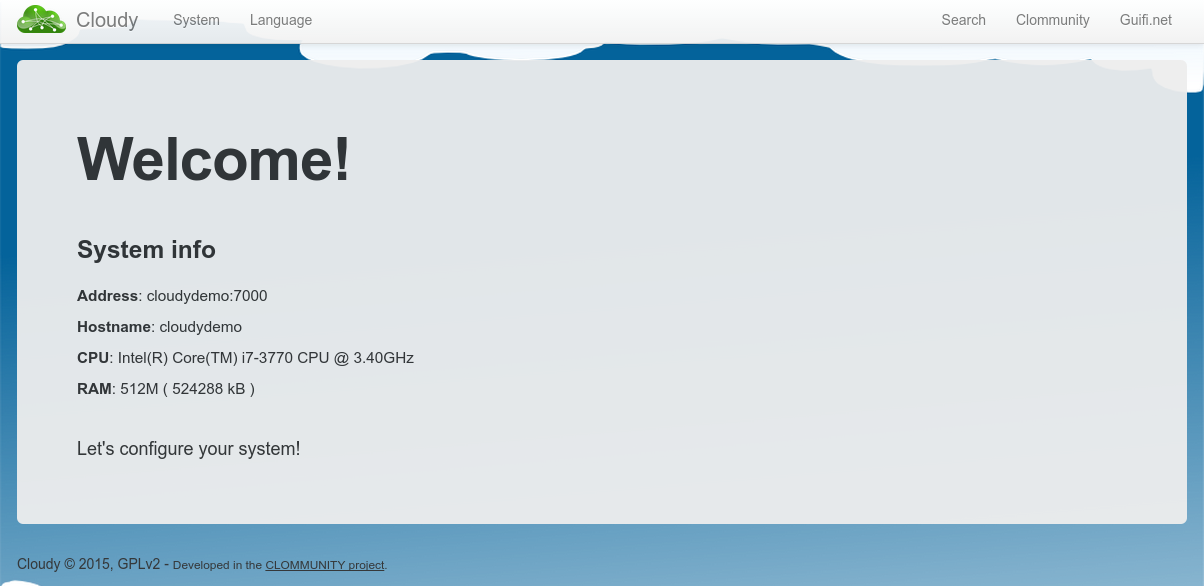 Cloudy System Language Search Clommunity Guifi.net
Welcome!
System info
Address: cloudydemo:7000
Hostname: cloudydemo
CPU: Intel(R) Core(TM) i7-3770 CPU @ 3.40GHz
RAM: 512M ( 524288 kB )
Let's configure your system!
Cloudy © 2015, GPLv2 - Developed in the CLOMMUNITY project.